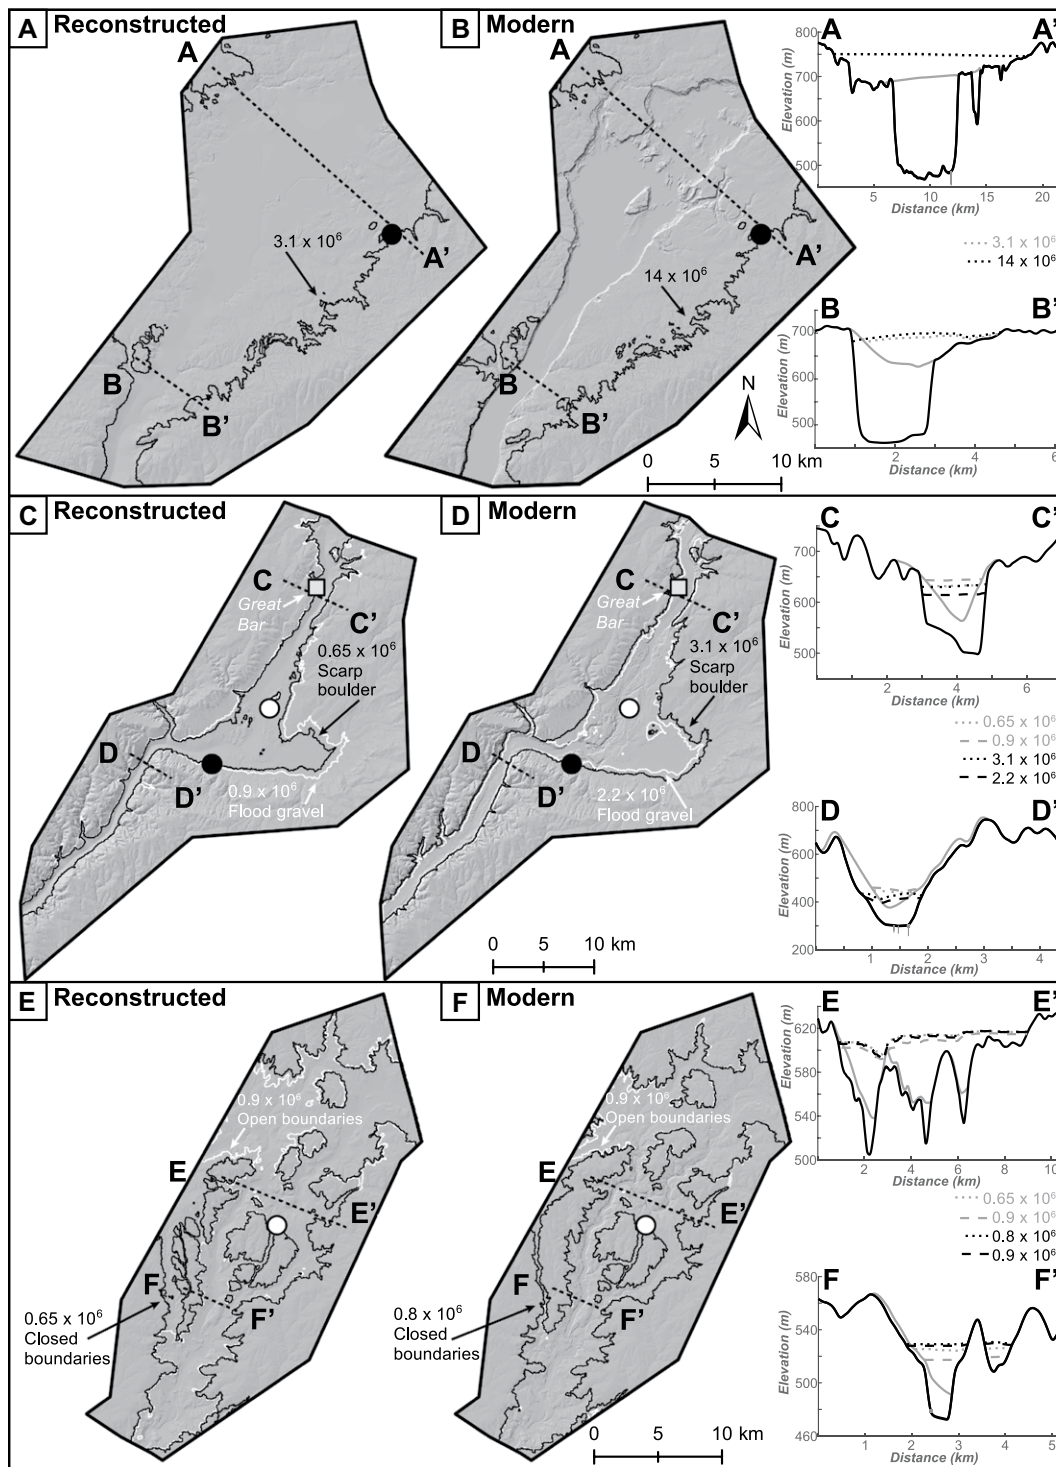 A Reconstructed
A
3.1 x 10⁶
A'
B
B'
B Modern
A
14 x 10⁶
A'
B
B'
N
0 5 10 km
A A'
Elevation (m)
800
700
600
500
5 10 15 20
Distance (km)
3.1 x 10⁶
14 x 10⁶
B B'
Elevation (m)
700
600
500
2 3 4 6
Distance (km)
C Reconstructed
C
Great
Bar
C'
0.65 x 10⁶
Scarp
boulder
D
D'
0.9 x 10⁶
Flood gravel
D Modern
C
Great
Bar
C'
3.1 x 10⁶
Scarp
boulder
D
D'
2.2 x 10⁶
Flood gravel
0 5 10 km
C C'
Elevation (m)
700
600
500
2 4 6
Distance (km)
0.65 x 10⁶
0.9 x 10⁶
3.1 x 10⁶
2.2 x 10⁶
D D'
Elevation (m)
800
600
400
200
1 2 3 4
Distance (km)
E Reconstructed
0.9 x 10⁶
Open boundaries
E
E'
F
F'
0.65 x 10⁶
Closed
boundaries
F Modern
0.9 x 10⁶
Open boundaries
E
E'
F
F'
0.8 x 10⁶
Closed
boundaries
0 5 10 km
E E'
Elevation (m)
620
580
540
500
2 4 6 8 10
Distance (km)
0.65 x 10⁶
0.9 x 10⁶
0.8 x 10⁶
0.9 x 10⁶
F F'
Elevation (m)
580
540
500
460
2 3 4 5
Distance (km)